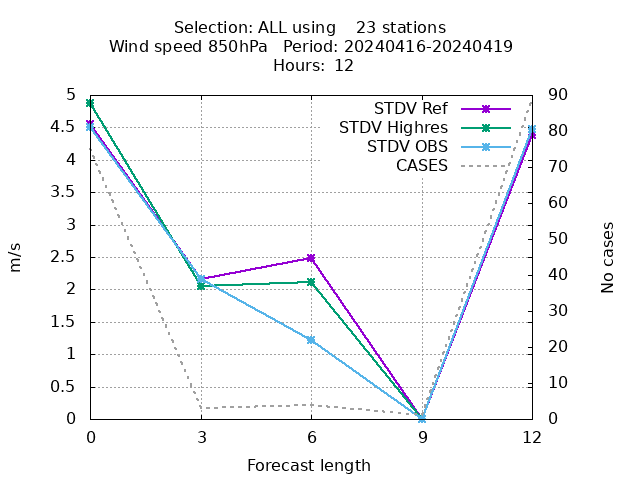 Selection: ALL using    23 stations
Wind speed 850hPa   Period: 20240416-20240419
Hours: 12
STDV Ref
STDV Highres
STDV OBS
CASES
5
4.5
4
3.5
3
2.5
2
1.5
1
0.5
0
m/s
90
80
70
60
50
40
30
20
10
0
No cases
0 3 6 9 12
Forecast length